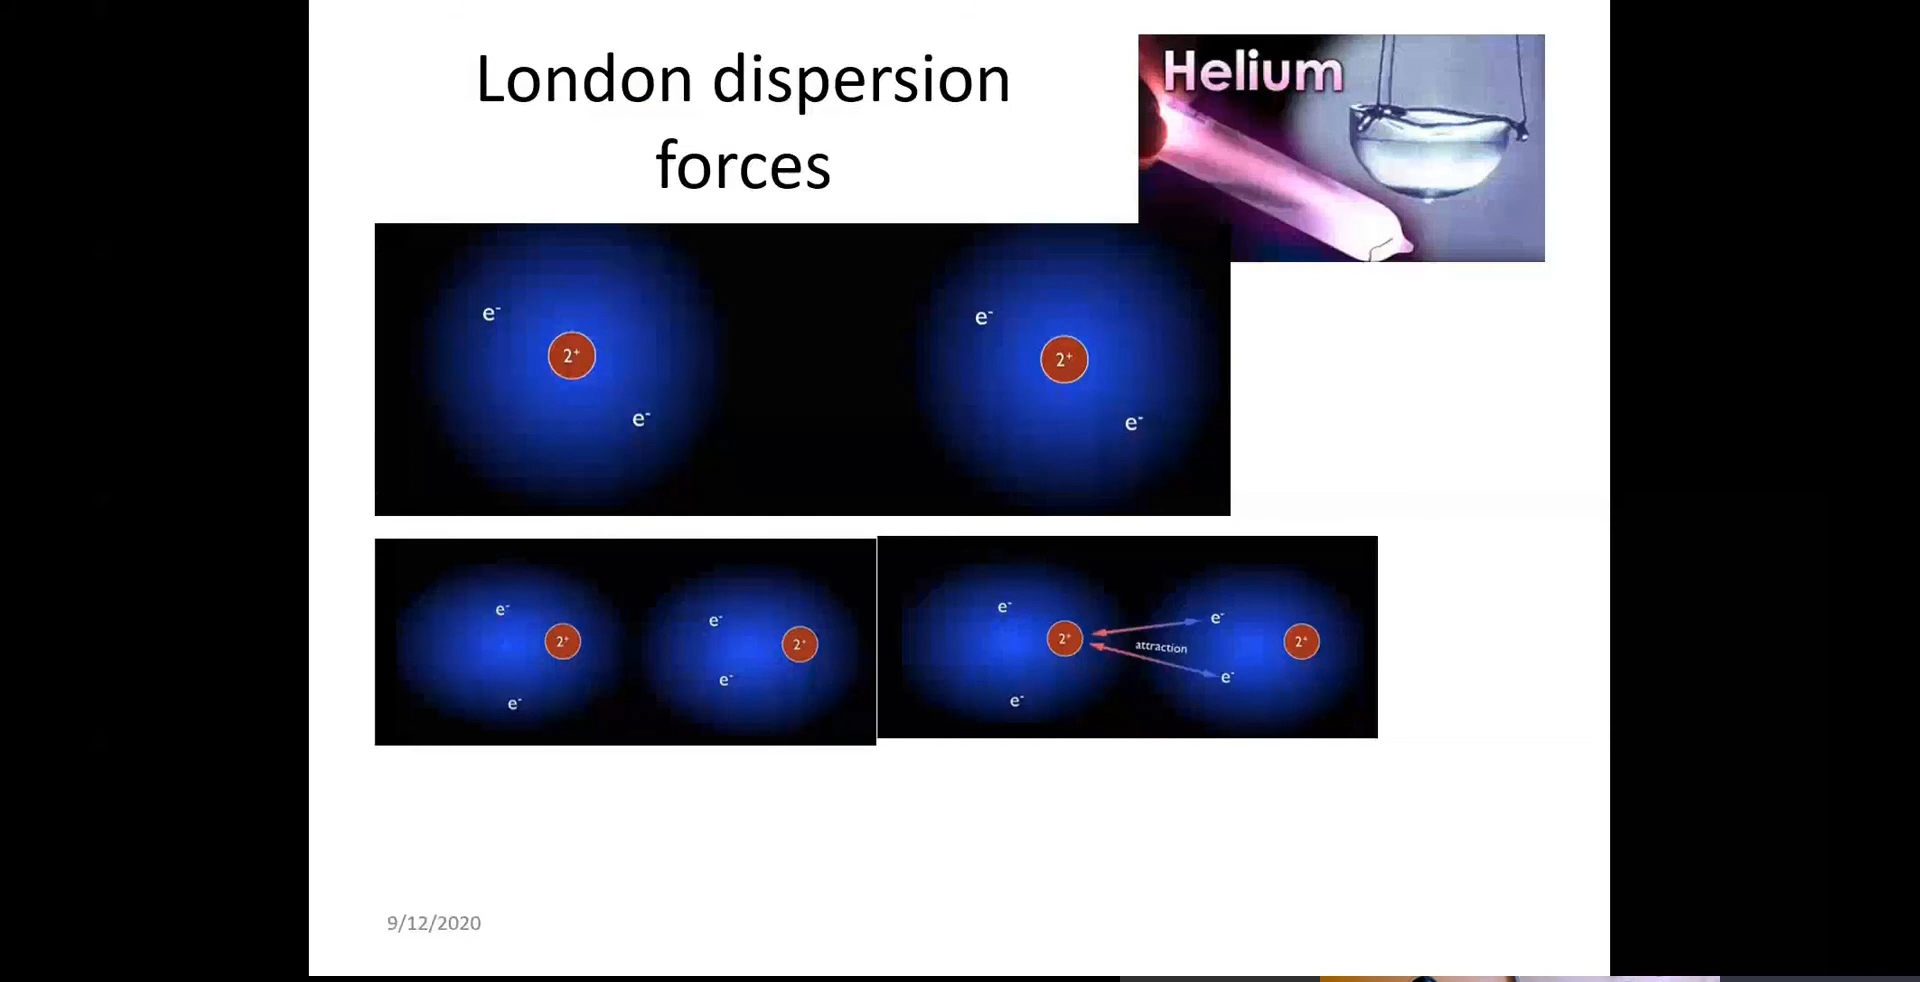 London dispersion
forces
Helium
e⁻
2⁺
e⁻
e⁻
2⁺
e⁻
e⁻
2⁺
e⁻
e⁻
2⁺
e⁻
e⁻
2⁺
e⁻
attraction
e⁻
2⁺
e⁻
9/12/2020